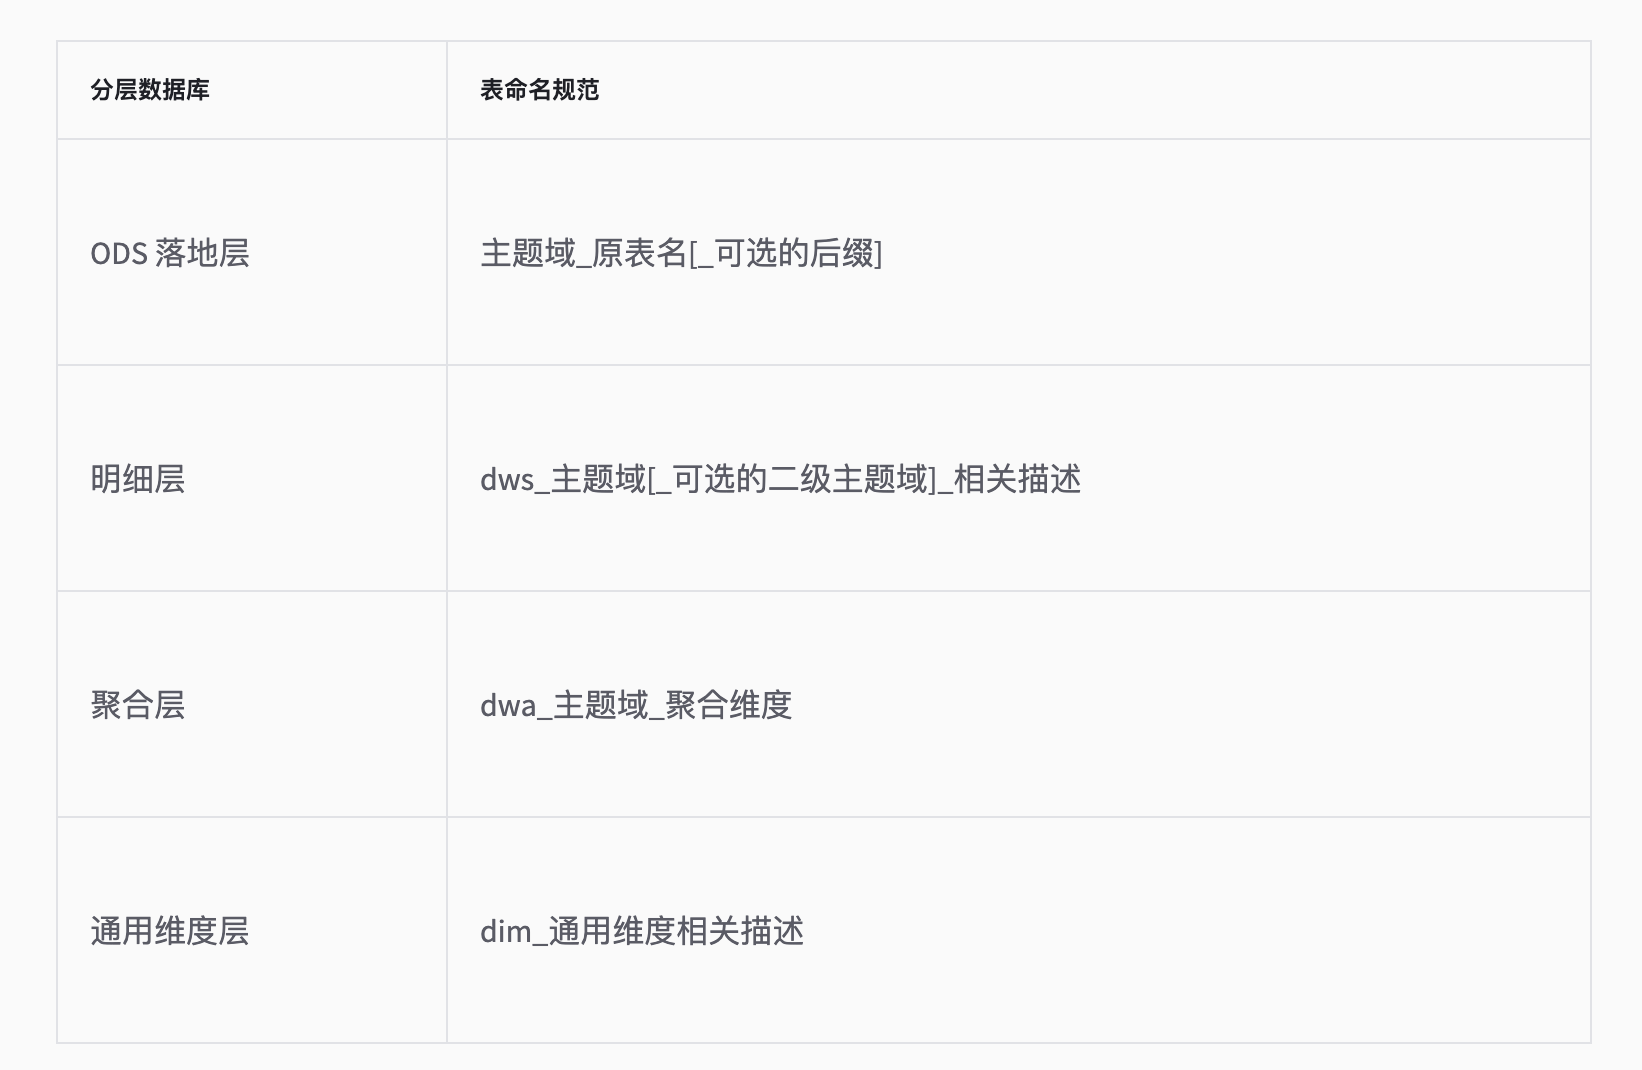 分层数据库
表命名规范
ODS 落地层
主题域_原表名[_可选的后缀]
明细层
dws_主题域[_可选的二级主题域]_相关描述
聚合层
dwa_主题域_聚合维度
通用维度层
dim_通用维度相关描述